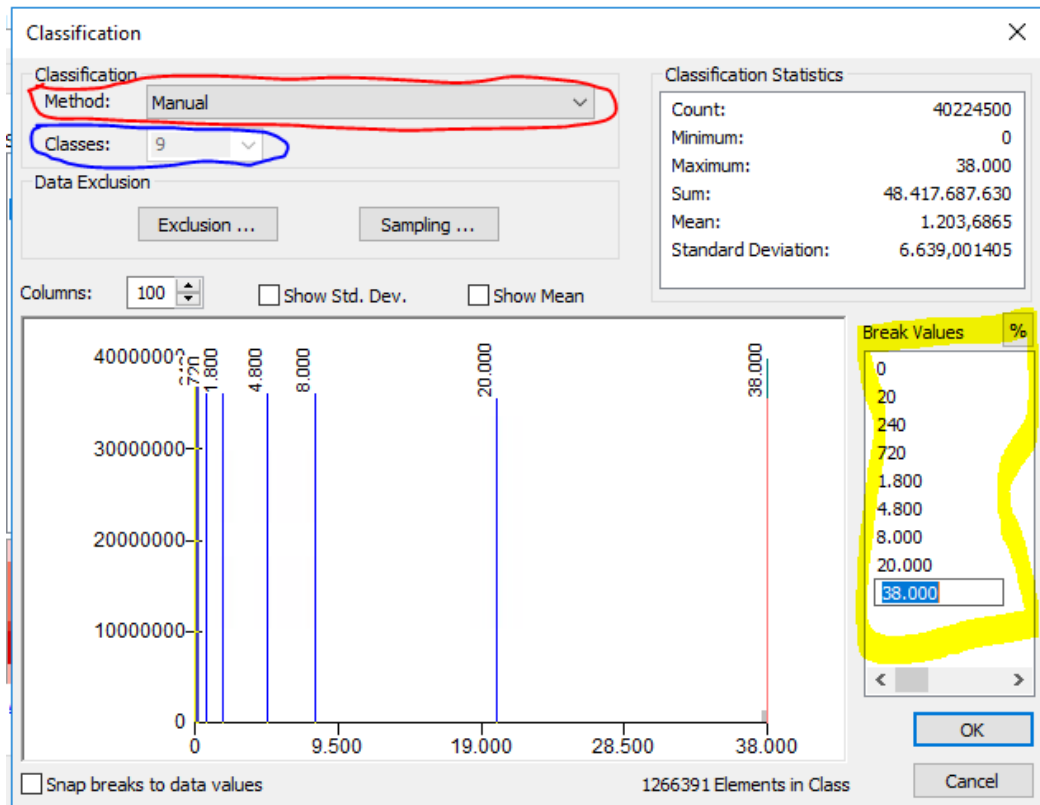 Classification
Classification
Method: Manual
Classes: 9
Data Exclusion
Exclusion ...
Sampling ...
Classification Statistics
Count: 40224500
Minimum: 0
Maximum: 38.000
Sum: 48.417.687.630
Mean: 1.203,6865
Standard Deviation: 6.639,001405
Columns: 100
Show Std. Dev.
Show Mean
Break Values %
0
20
240
720
1.800
4.800
8.000
20.000
38.000
720
1.800
4.800
8.000
20.000
38.000
30000000
20000000
10000000
0
0 9.500 19.000 28.500 38.000
OK
Snap breaks to data values
1266391 Elements in Class
Cancel